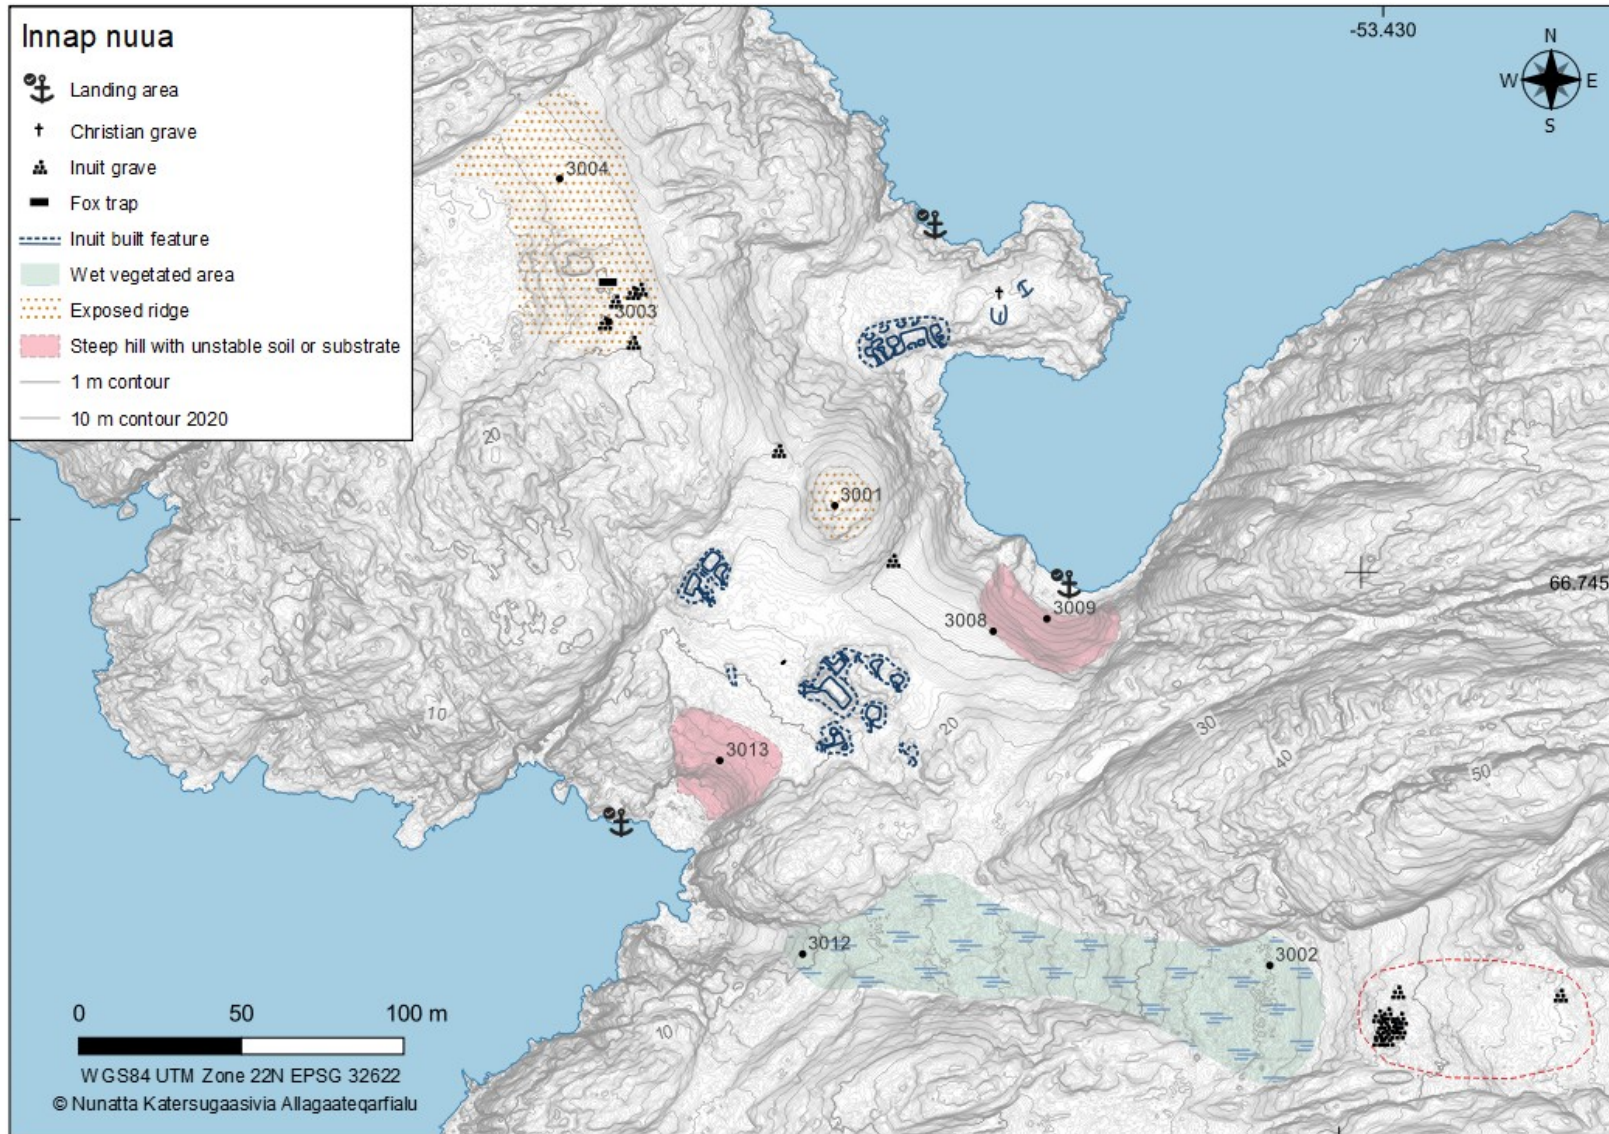 Innap nuua
Landing area
Christian grave
Inuit grave
Fox trap
Inuit built feature
Wet vegetated area
Exposed ridge
Steep hill with unstable soil or substrate
1 m contour
10 m contour 2020
-53.430
N
W E
S
3004
3003
20
3001
66.745
3009
3008
10
20
30
3013
40
50
3012
3002
10
0 50 100 m
WGS84 UTM Zone 22N EPSG 32622
© Nunatta Katersugaasivia Allagaateqarfialu